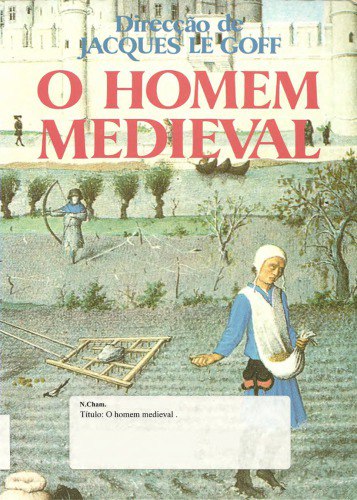 Direcção de
JACQUES LE GOFF
O HOMEM
MEDIEVAL
N.Cham.
Título: O homem medieval .